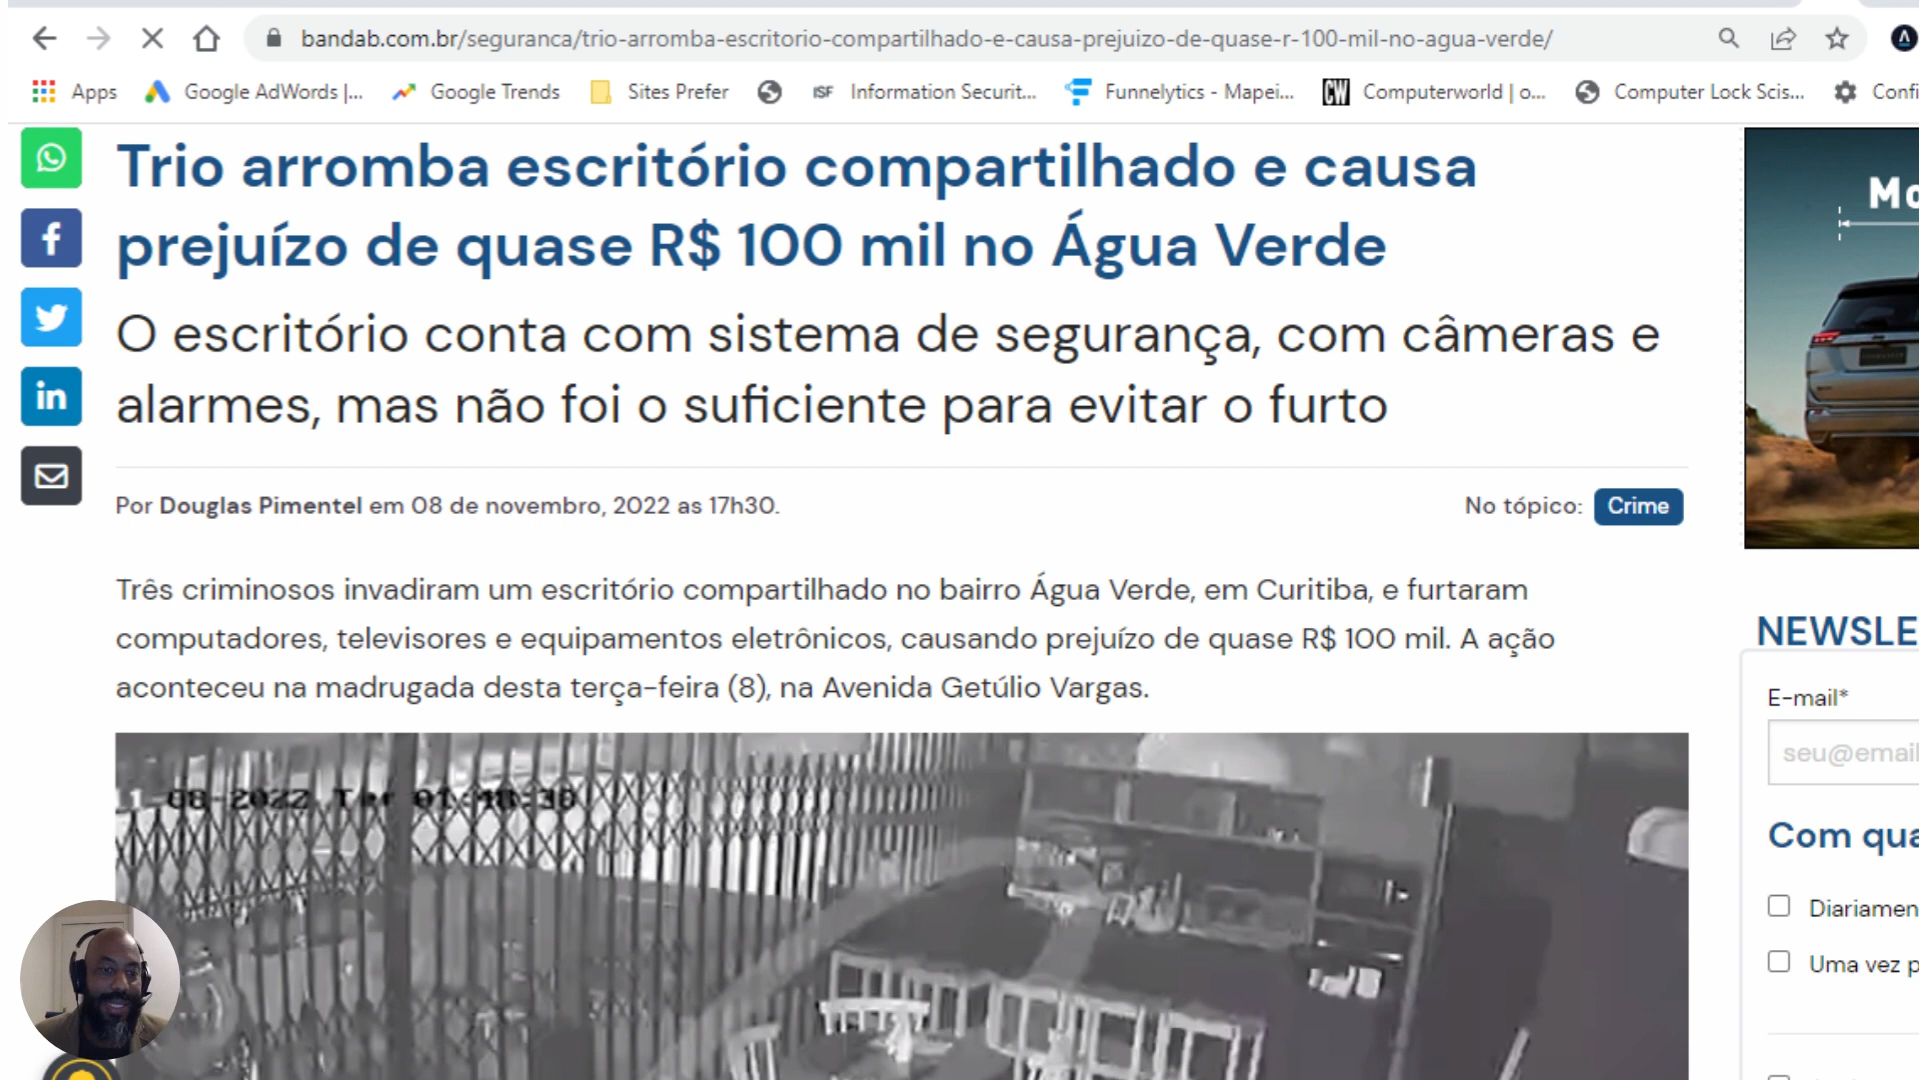 bandab.com.br/seguranca/trio-arromba-escritorio-compartilhado-e-causa-prejuizo-de-quase-r-100-mil-no-agua-verde/
Apps
Google AdWords |...
Google Trends
Sites Prefer
ISF
Information Securit...
Funnelytics - Mapei...
CW
Computerworld | o...
Computer Lock Scis...
Confi
Trio arromba escritório compartilhado e causa
prejuízo de quase R$ 100 mil no Água Verde
O escritório conta com sistema de segurança, com câmeras e
alarmes, mas não foi o suficiente para evitar o furto
Por Douglas Pimentel em 08 de novembro, 2022 as 17h30.
No tópico: Crime
Três criminosos invadiram um escritório compartilhado no bairro Água Verde, em Curitiba, e furtaram
computadores, televisores e equipamentos eletrônicos, causando prejuízo de quase R$ 100 mil. A ação
aconteceu na madrugada desta terça-feira (8), na Avenida Getúlio Vargas.
08-2022
Mo
NEWSLE
E-mail*
seu@email
Com qua
Diariamen
Uma vez p